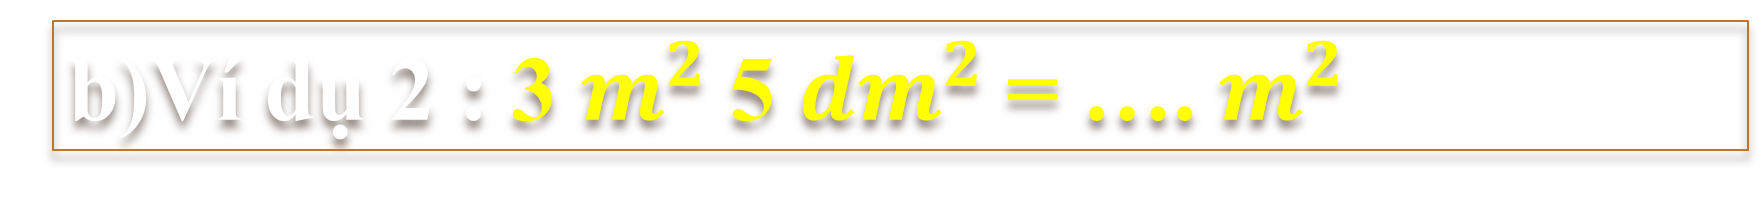 b)Ví dụ 2 : 3 m² 5 dm² = .... m²